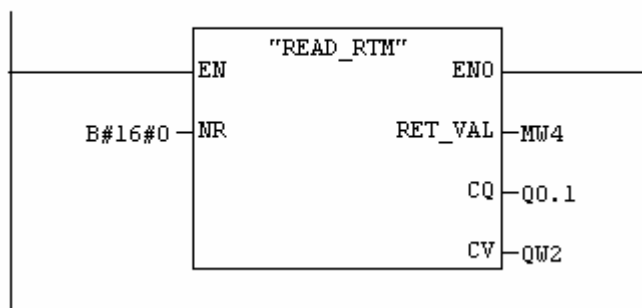 "READ_RTM"
EN ENO
B#16#0 NR RET_VAL MW4
CQ Q0.1
CV QW2